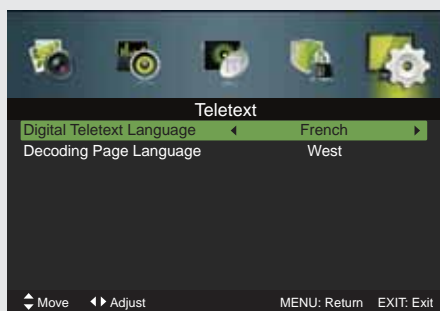 Teletext
Digital Teletext Language French
Decoding Page Language West
Move Adjust MENU: Return EXIT: Exit